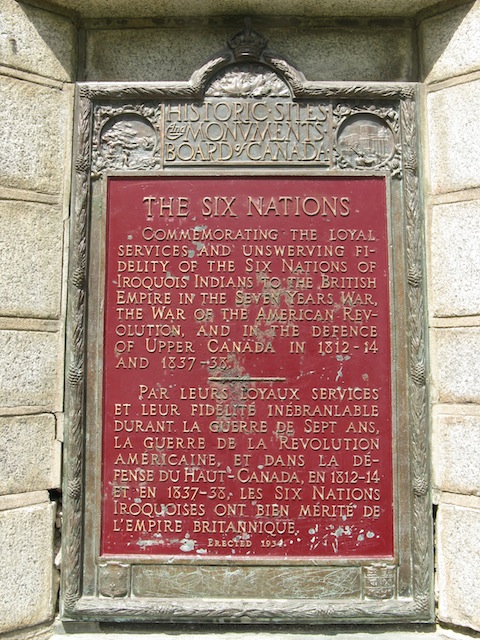 HISTORIC SITES
and MONVMENTS
BOARD of CANADA
THE SIX NATIONS
COMMEMORATING THE LOYAL
SERVICES AND UNSWERVING FI-
DELITY OF THE SIX NATIONS OF
IROQUOIS INDIANS TO THE BRITISH
EMPIRE IN THE SEVEN YEARS WAR,
THE WAR OF THE AMERICAN REV-
OLUTION, AND IN THE DEFENCE
OF UPPER CANADA IN 1812-14
AND 1837-38.
PAR LEURS LOYAUX SERVICES
ET LEUR FIDÉLITÉ INÉBRANLABLE
DURANT LA GUERRE DE SEPT ANS,
LA GUERRE DE LA REVOLUTION
AMÉRICAINE, ET DANS LA DÉ-
FENSE DU HAUT-CANADA, EN 1812-14
ET EN 1837-38, LES SIX NATIONS
IROQUOISES ONT BIEN MÉRITÉ DE
L'EMPIRE BRITANNIQUE.
ERECTED 1934.